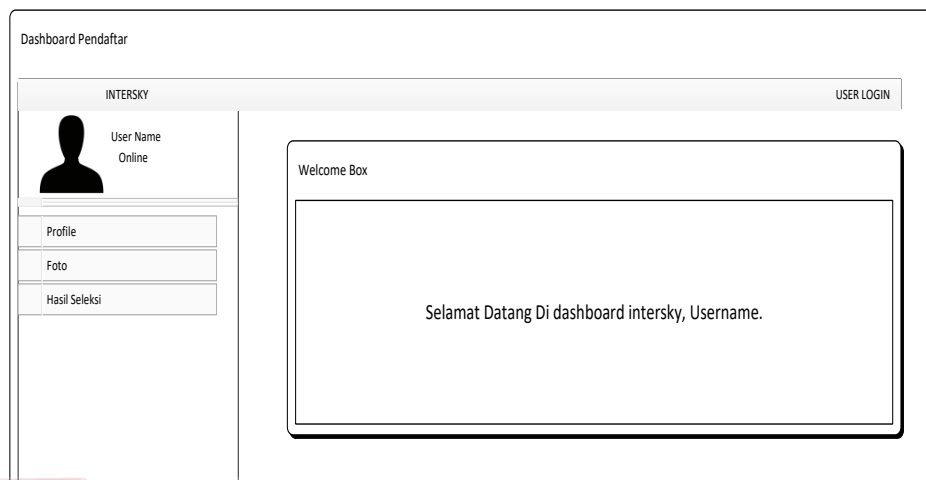 Dashboard Pendaftar
INTERSKY
USER LOGIN
User Name
Online
Welcome Box
Profile
Foto
Hasil Seleksi
Selamat Datang Di dashboard intersky, Username.